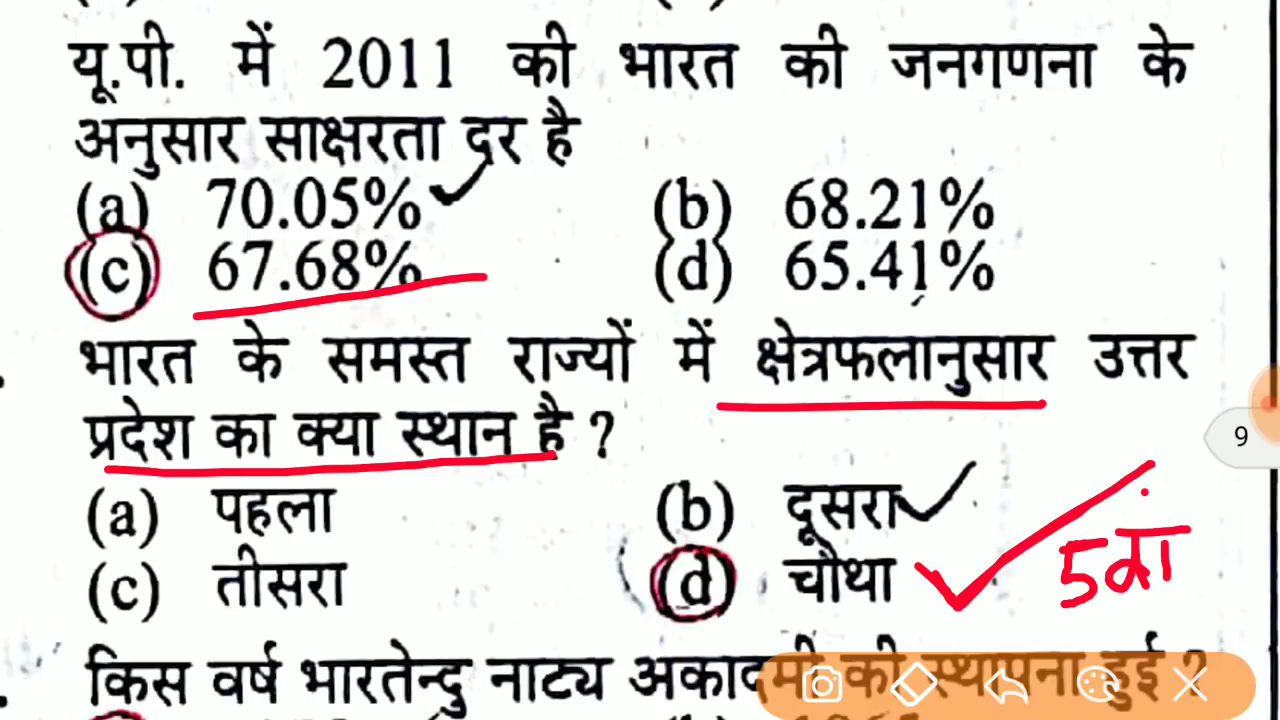 यू.पी. में 2011 की भारत की जनगणना के
अनुसार साक्षरता दर है
(a) 70.05% (b) 68.21%
(c) 67.68% (d) 65.41%
भारत के समस्त राज्यों में क्षेत्रफलानुसार उत्तर
प्रदेश का क्या स्थान है ?
(a) पहला (b) दूसरा
(c) तीसरा (d) चौथा
5वां
9
किस वर्ष भारतेन्दु नाट्य अकादमी की स्थापना हुई ?